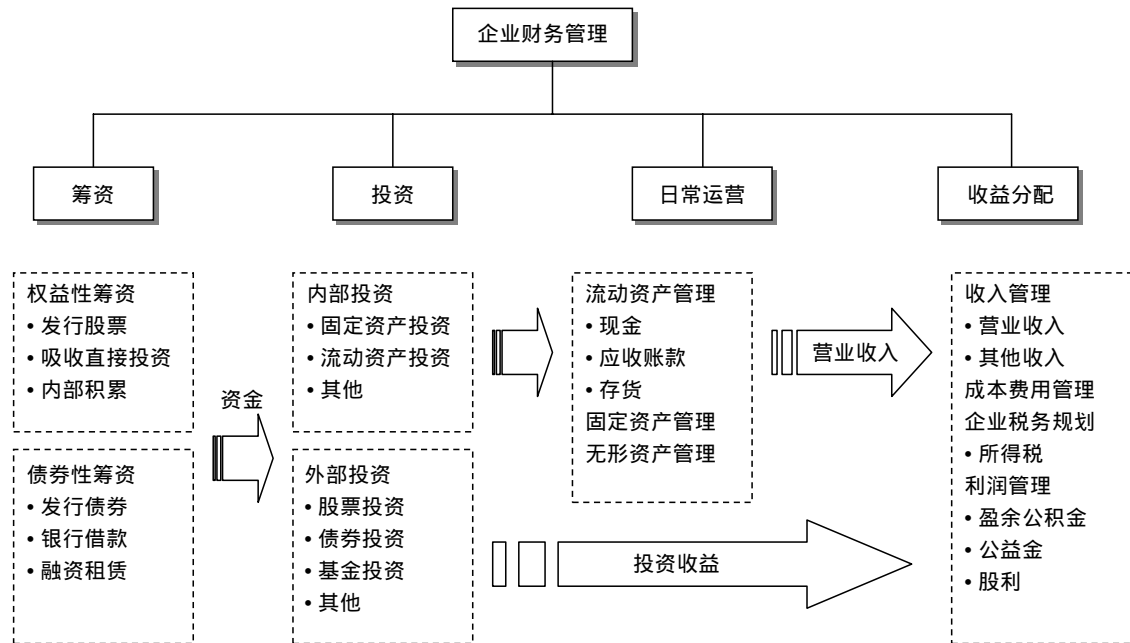 企业财务管理
筹资
投资
日常运营
收益分配
权益性筹资
• 发行股票
• 吸收直接投资
• 内部积累
债券性筹资
• 发行债券
• 银行借款
• 融资租赁
资金
内部投资
• 固定资产投资
• 流动资产投资
• 其他
外部投资
• 股票投资
• 债券投资
• 基金投资
• 其他
流动资产管理
• 现金
• 应收账款
• 存货
固定资产管理
无形资产管理
营业收入
投资收益
收入管理
• 营业收入
• 其他收入
成本费用管理
企业税务规划
• 所得税
利润管理
• 盈余公积金
• 公益金
• 股利